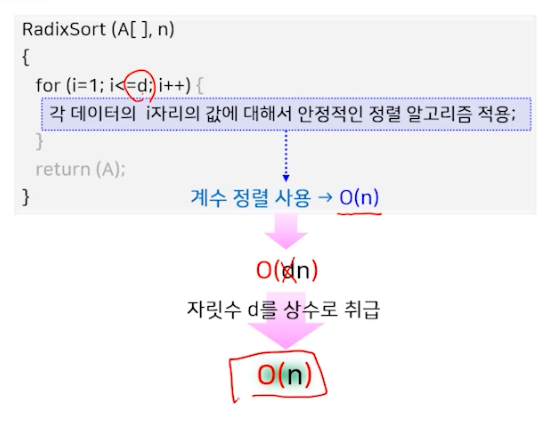 RadixSort (A[ ], n)
{
for (i=1; i<=d; i++) {
각 데이터의 i자리의 값에 대해서 안정적인 정렬 알고리즘 적용;
}
return (A);
}
계수 정렬 사용 → O(n)
O(dn)
자릿수 d를 상수로 취급
O(n)